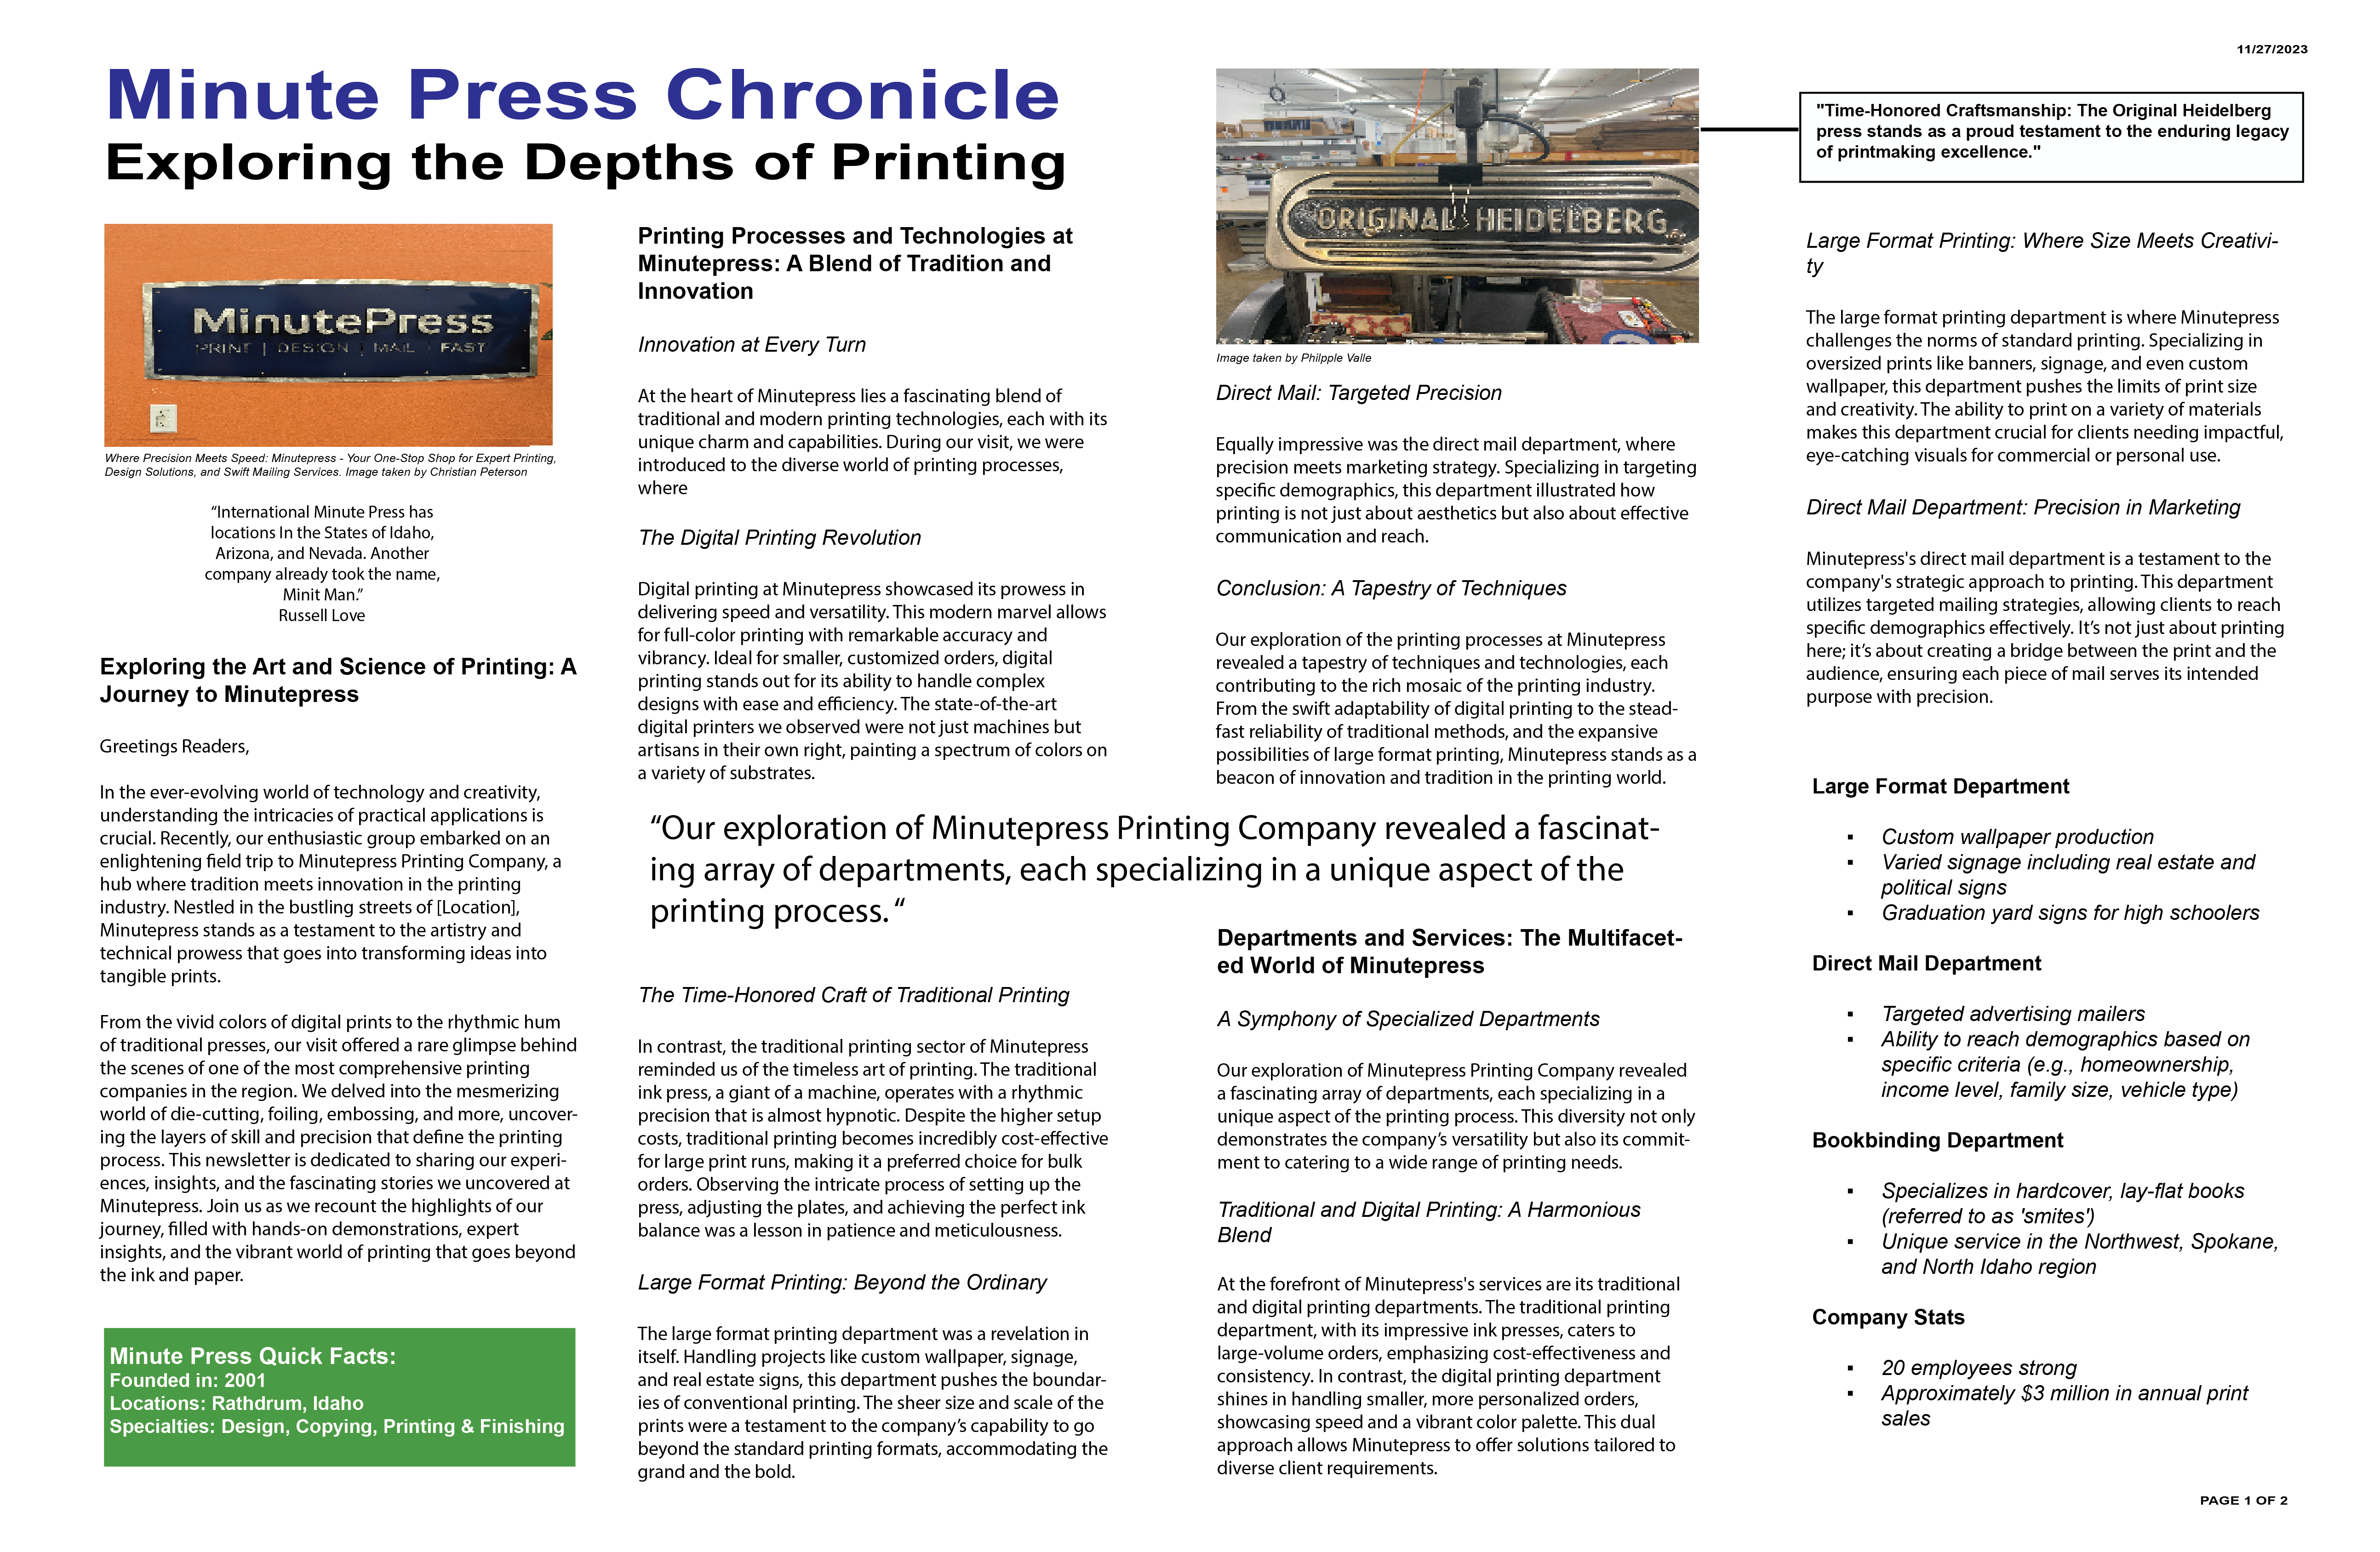 11/27/2023
Minute Press Chronicle
Exploring the Depths of Printing
MinutePress
PRINT | DESIGN | MAIL | FAST
Where Precision Meets Speed: Minutepress - Your One-Stop Shop for Expert Printing,
Design Solutions, and Swift Mailing Services. Image taken by Christian Peterson
“International Minute Press has
locations In the States of Idaho,
Arizona, and Nevada. Another
company already took the name,
Minit Man.”
Russell Love
Exploring the Art and Science of Printing: A
Journey to Minutepress
Greetings Readers,
In the ever-evolving world of technology and creativity,
understanding the intricacies of practical applications is
crucial. Recently, our enthusiastic group embarked on an
enlightening field trip to Minutepress Printing Company, a
hub where tradition meets innovation in the printing
industry. Nestled in the bustling streets of [Location],
Minutepress stands as a testament to the artistry and
technical prowess that goes into transforming ideas into
tangible prints.
From the vivid colors of digital prints to the rhythmic hum
of traditional presses, our visit offered a rare glimpse behind
the scenes of one of the most comprehensive printing
companies in the region. We delved into the mesmerizing
world of die-cutting, foiling, embossing, and more, uncover-
ing the layers of skill and precision that define the printing
process. This newsletter is dedicated to sharing our experi-
ences, insights, and the fascinating stories we uncovered at
Minutepress. Join us as we recount the highlights of our
journey, filled with hands-on demonstrations, expert
insights, and the vibrant world of printing that goes beyond
the ink and paper.
Minute Press Quick Facts:
Founded in: 2001
Locations: Rathdrum, Idaho
Specialties: Design, Copying, Printing & Finishing
Printing Processes and Technologies at
Minutepress: A Blend of Tradition and
Innovation
Innovation at Every Turn
At the heart of Minutepress lies a fascinating blend of
traditional and modern printing technologies, each with its
unique charm and capabilities. During our visit, we were
introduced to the diverse world of printing processes,
where
The Digital Printing Revolution
Digital printing at Minutepress showcased its prowess in
delivering speed and versatility. This modern marvel allows
for full-color printing with remarkable accuracy and
vibrancy. Ideal for smaller, customized orders, digital
printing stands out for its ability to handle complex
designs with ease and efficiency. The state-of-the-art
digital printers we observed were not just machines but
artisans in their own right, painting a spectrum of colors on
a variety of substrates.
“Our exploration of Minutepress Printing Company revealed a fascinat-
ing array of departments, each specializing in a unique aspect of the
printing process. “
The Time-Honored Craft of Traditional Printing
In contrast, the traditional printing sector of Minutepress
reminded us of the timeless art of printing. The traditional
ink press, a giant of a machine, operates with a rhythmic
precision that is almost hypnotic. Despite the higher setup
costs, traditional printing becomes incredibly cost-effective
for large print runs, making it a preferred choice for bulk
orders. Observing the intricate process of setting up the
press, adjusting the plates, and achieving the perfect ink
balance was a lesson in patience and meticulousness.
Large Format Printing: Beyond the Ordinary
The large format printing department was a revelation in
itself. Handling projects like custom wallpaper, signage,
and real estate signs, this department pushes the boundar-
ies of conventional printing. The sheer size and scale of the
prints were a testament to the company’s capability to go
beyond the standard printing formats, accommodating the
grand and the bold.
ORIGINAL HEIDELBERG
Image taken by Philpple Valle
Direct Mail: Targeted Precision
Equally impressive was the direct mail department, where
precision meets marketing strategy. Specializing in targeting
specific demographics, this department illustrated how
printing is not just about aesthetics but also about effective
communication and reach.
Conclusion: A Tapestry of Techniques
Our exploration of the printing processes at Minutepress
revealed a tapestry of techniques and technologies, each
contributing to the rich mosaic of the printing industry.
From the swift adaptability of digital printing to the stead-
fast reliability of traditional methods, and the expansive
possibilities of large format printing, Minutepress stands as a
beacon of innovation and tradition in the printing world.
Departments and Services: The Multifacet-
ed World of Minutepress
A Symphony of Specialized Departments
Our exploration of Minutepress Printing Company revealed
a fascinating array of departments, each specializing in a
unique aspect of the printing process. This diversity not only
demonstrates the company’s versatility but also its commit-
ment to catering to a wide range of printing needs.
Traditional and Digital Printing: A Harmonious
Blend
At the forefront of Minutepress's services are its traditional
and digital printing departments. The traditional printing
department, with its impressive ink presses, caters to
large-volume orders, emphasizing cost-effectiveness and
consistency. In contrast, the digital printing department
shines in handling smaller, more personalized orders,
showcasing speed and a vibrant color palette. This dual
approach allows Minutepress to offer solutions tailored to
diverse client requirements.
"Time-Honored Craftsmanship: The Original Heidelberg
press stands as a proud testament to the enduring legacy
of printmaking excellence."
Large Format Printing: Where Size Meets Creativi-
ty
The large format printing department is where Minutepress
challenges the norms of standard printing. Specializing in
oversized prints like banners, signage, and even custom
wallpaper, this department pushes the limits of print size
and creativity. The ability to print on a variety of materials
makes this department crucial for clients needing impactful,
eye-catching visuals for commercial or personal use.
Direct Mail Department: Precision in Marketing
Minutepress's direct mail department is a testament to the
company's strategic approach to printing. This department
utilizes targeted mailing strategies, allowing clients to reach
specific demographics effectively. It’s not just about printing
here; it’s about creating a bridge between the print and the
audience, ensuring each piece of mail serves its intended
purpose with precision.
Large Format Department
▪ Custom wallpaper production
▪ Varied signage including real estate and
political signs
▪ Graduation yard signs for high schoolers
Direct Mail Department
▪ Targeted advertising mailers
▪ Ability to reach demographics based on
specific criteria (e.g., homeownership,
income level, family size, vehicle type)
Bookbinding Department
▪ Specializes in hardcover, lay-flat books
(referred to as 'smites')
▪ Unique service in the Northwest, Spokane,
and North Idaho region
Company Stats
▪ 20 employees strong
▪ Approximately $3 million in annual print
sales
PAGE 1 OF 2